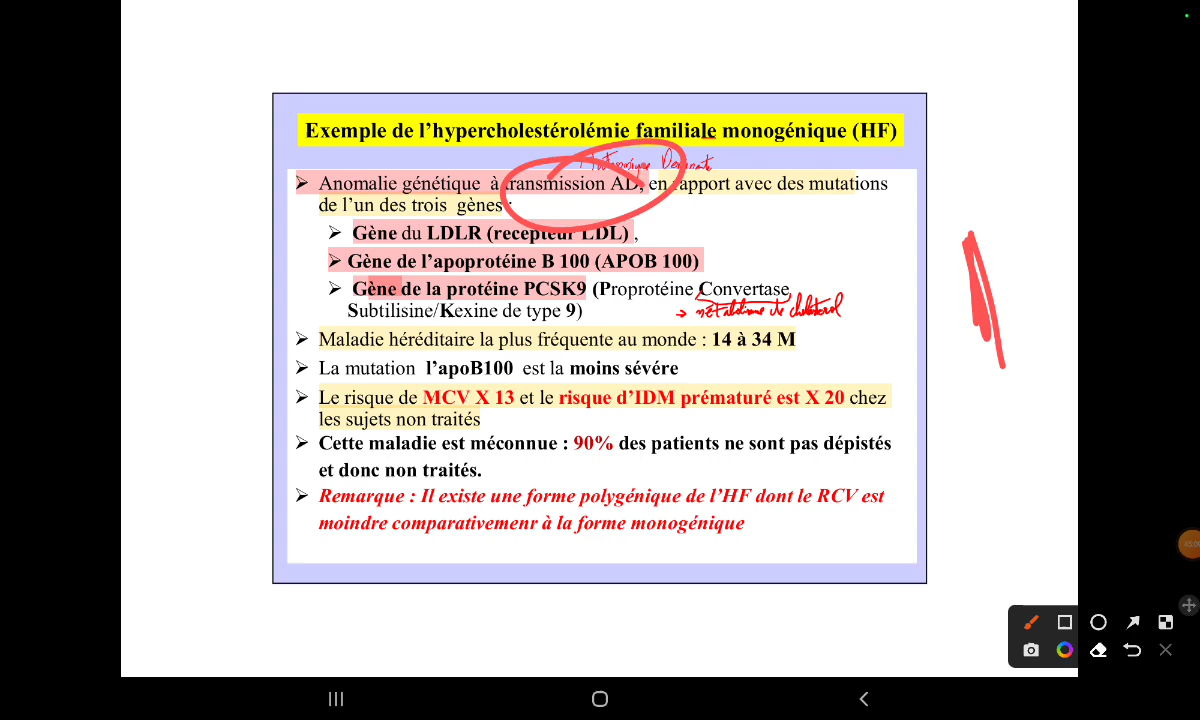 Exemple de l’hypercholestérolémie familiale monogénique (HF)
Autosomique Dominante
➢ Anomalie génétique à transmission AD, en rapport avec des mutations
de l’un des trois gènes :
➢ Gène du LDLR (recepteur LDL) ,
➢ Gène de l’apoprotéine B 100 (APOB 100)
➢ Gène de la protéine PCSK9 (Proprotéine Convertase
Subtilisine/Kexine de type 9)
→ métabolisme de cholesterol
➢ Maladie héréditaire la plus fréquente au monde : 14 à 34 M
➢ La mutation l’apoB100 est la moins sévére
➢ Le risque de MCV X 13 et le risque d’IDM prématuré est X 20 chez
les sujets non traités
➢ Cette maladie est méconnue : 90% des patients ne sont pas dépistés
et donc non traités.
➢ Remarque : Il existe une forme polygénique de l’HF dont le RCV est
moindre comparativemenr à la forme monogénique